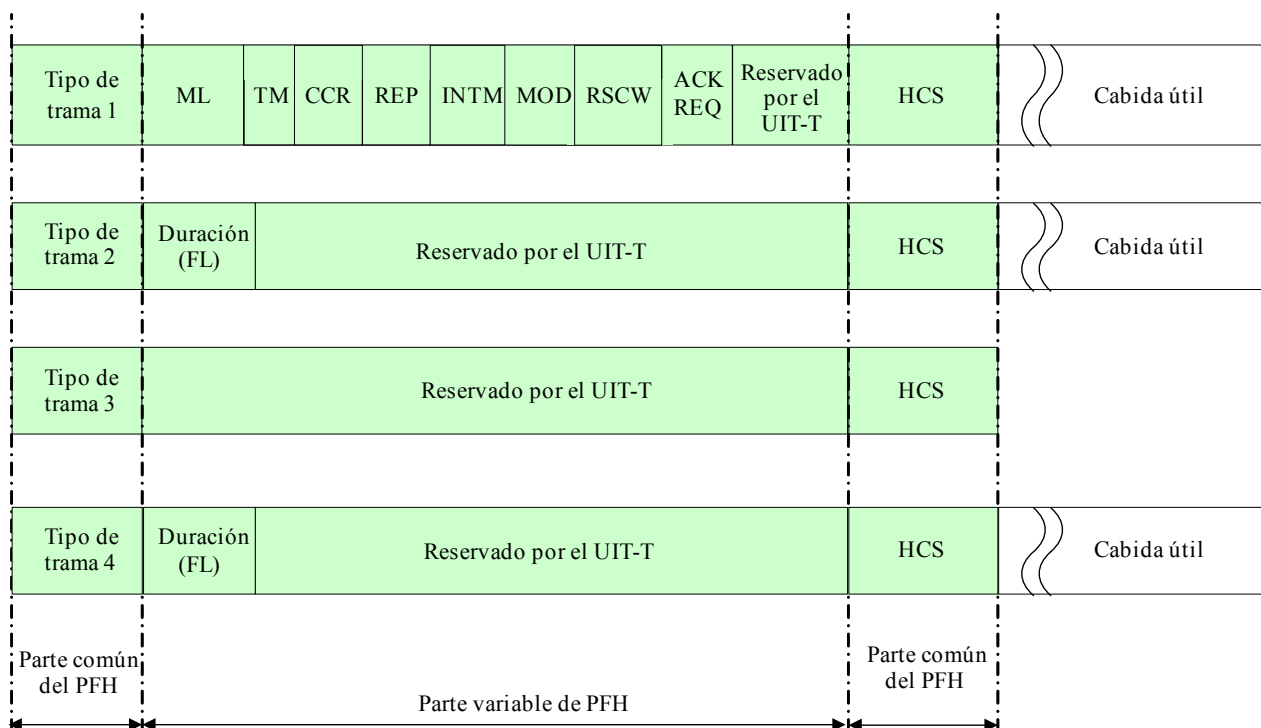 Tipo de
trama 1
ML
TM
CCR
REP
INTM
MOD
RSCW
ACK
REQ
Reservado
por el
UIT-T
HCS
Cabida útil
Tipo de
trama 2
Duración
(FL)
Reservado por el UIT-T
HCS
Cabida útil
Tipo de
trama 3
Reservado por el UIT-T
HCS
Tipo de
trama 4
Duración
(FL)
Reservado por el UIT-T
HCS
Cabida útil
Parte común
del PFH
Parte variable de PFH
Parte común
del PFH